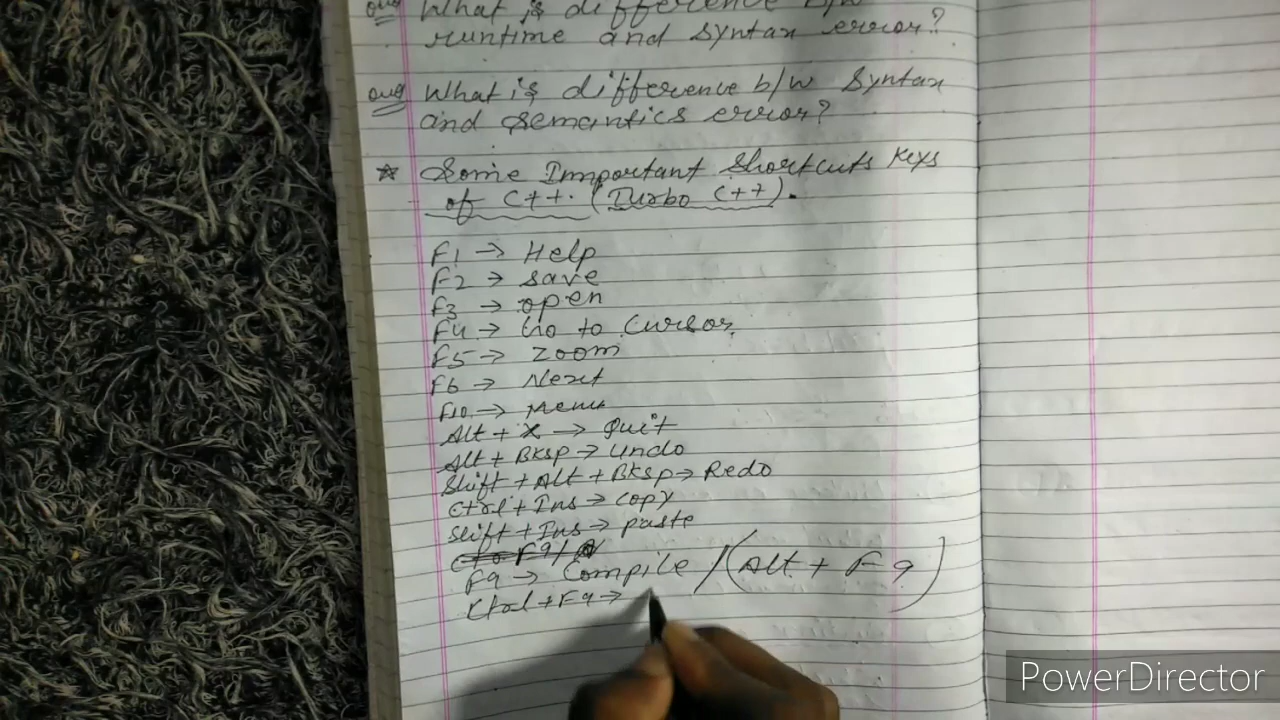 Que What is difference b/w
runtime and syntax error?
Que What is difference b/w Syntax
and Semantics error?
* Some Important Shortcuts Keys
of C++. (Turbo C++).
F1 → Help
F2 → save
F3 → open
F4 → Go to Cursor.
F5 → Zoom
F6 → Next
F10 → Menu
Alt + X → Quit
Alt + BKSP → Undo
Shift + Alt + BKSP → Redo
Ctrl + Ins → Copy
Shift + Ins → paste
F9 → Compile / (Alt + F9)
Ctrl + F9 →
PowerDirector